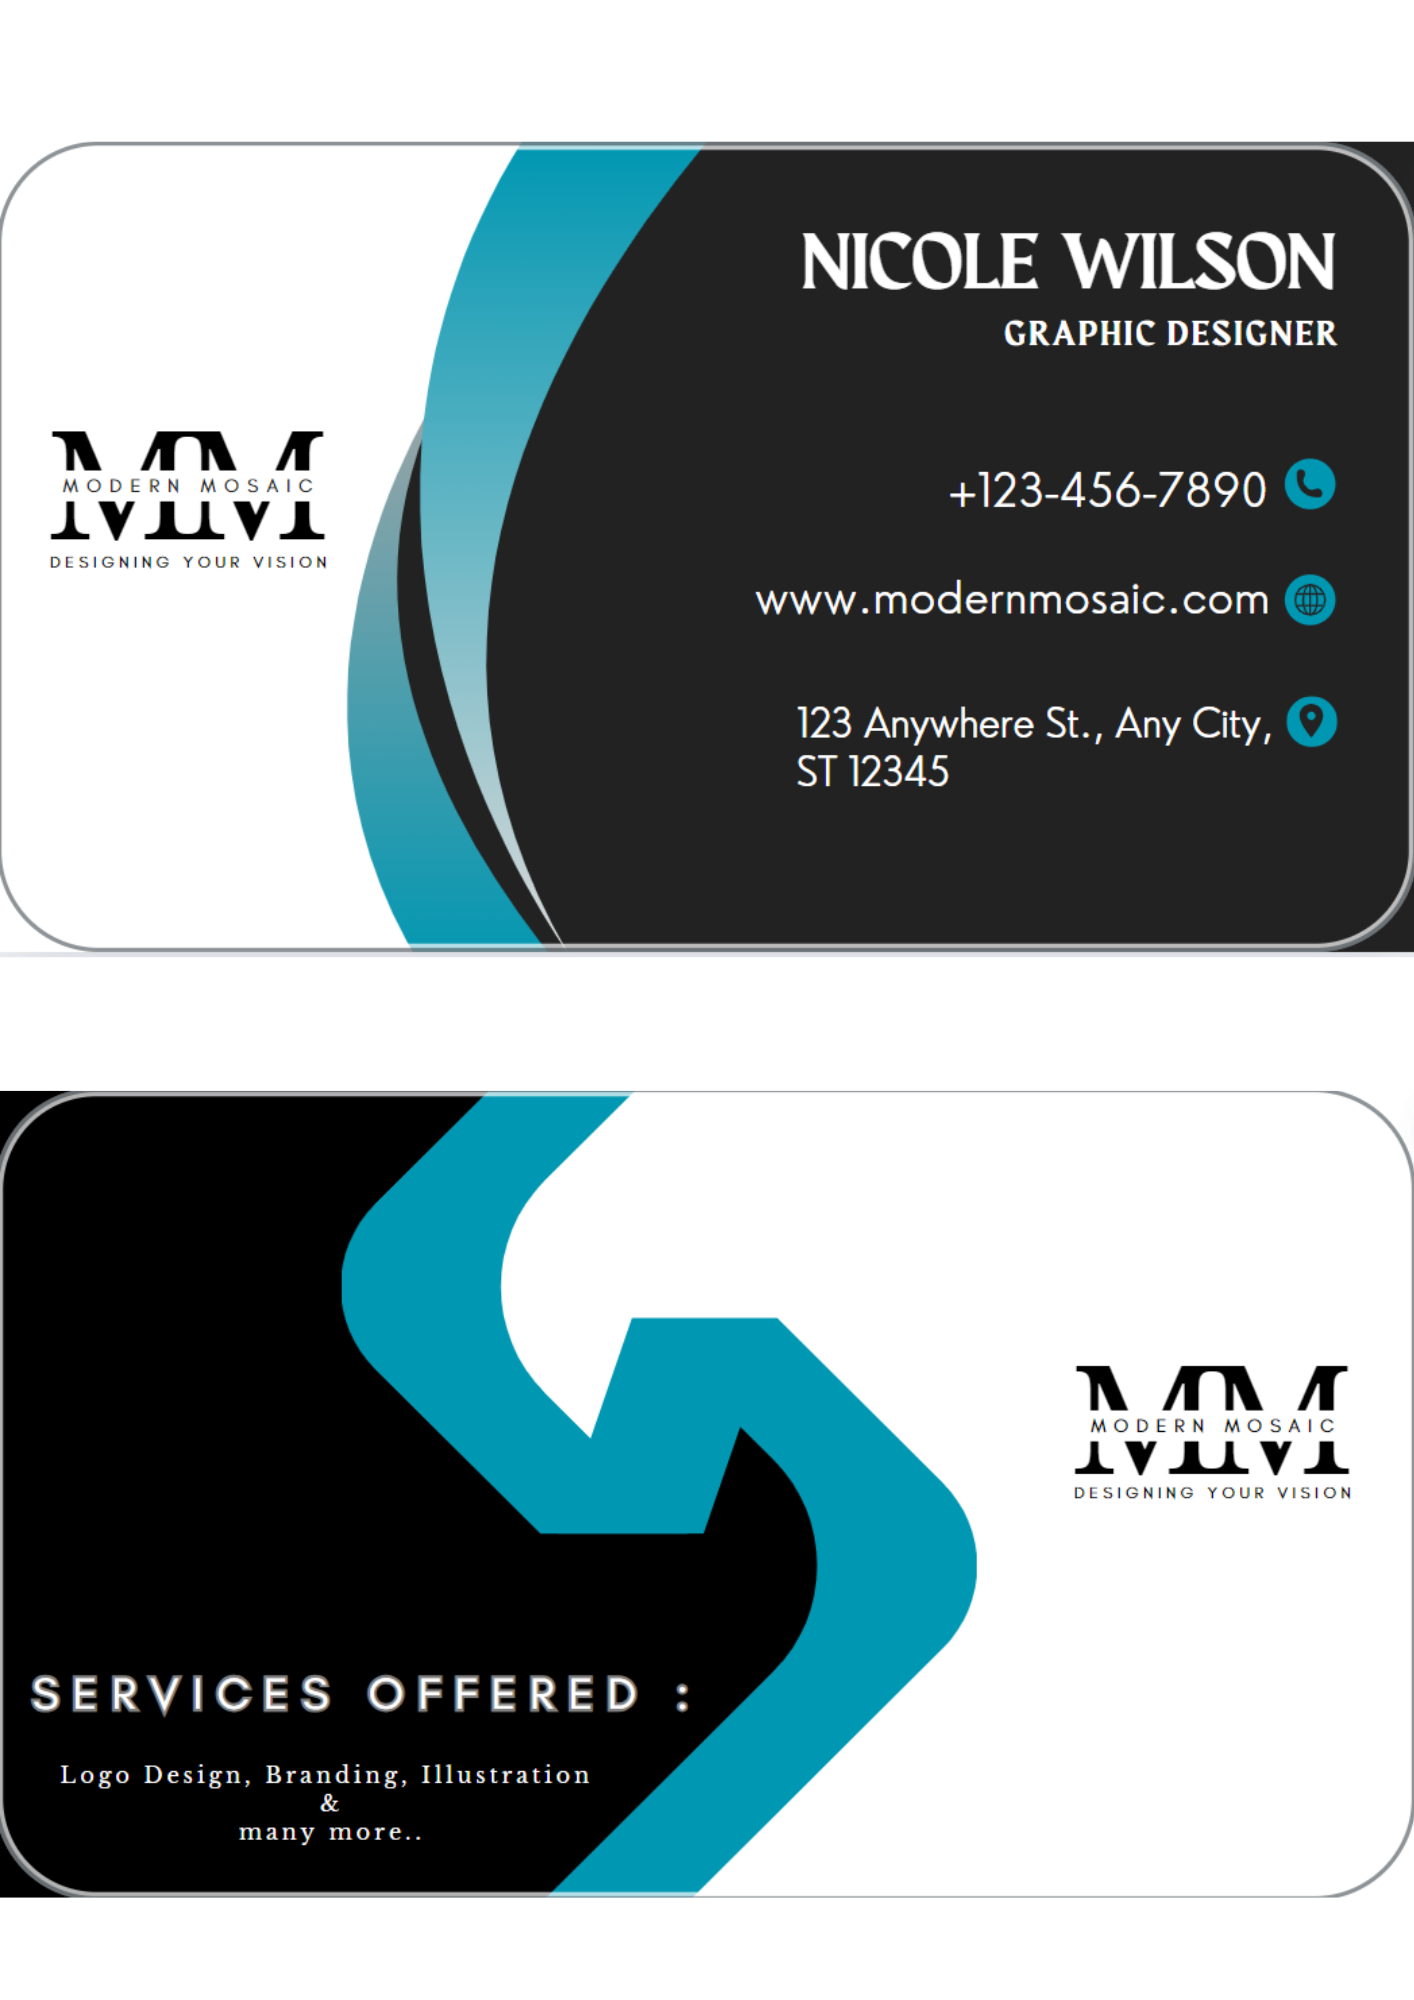 NICOLE WILSON
GRAPHIC DESIGNER
MM
MODERN MOSAIC
DESIGNING YOUR VISION
+123-456-7890
www.modernmosaic.com
123 Anywhere St., Any City,
ST 12345
MM
MODERN MOSAIC
DESIGNING YOUR VISION
SERVICES OFFERED :
Logo Design, Branding, Illustration
&
many more..